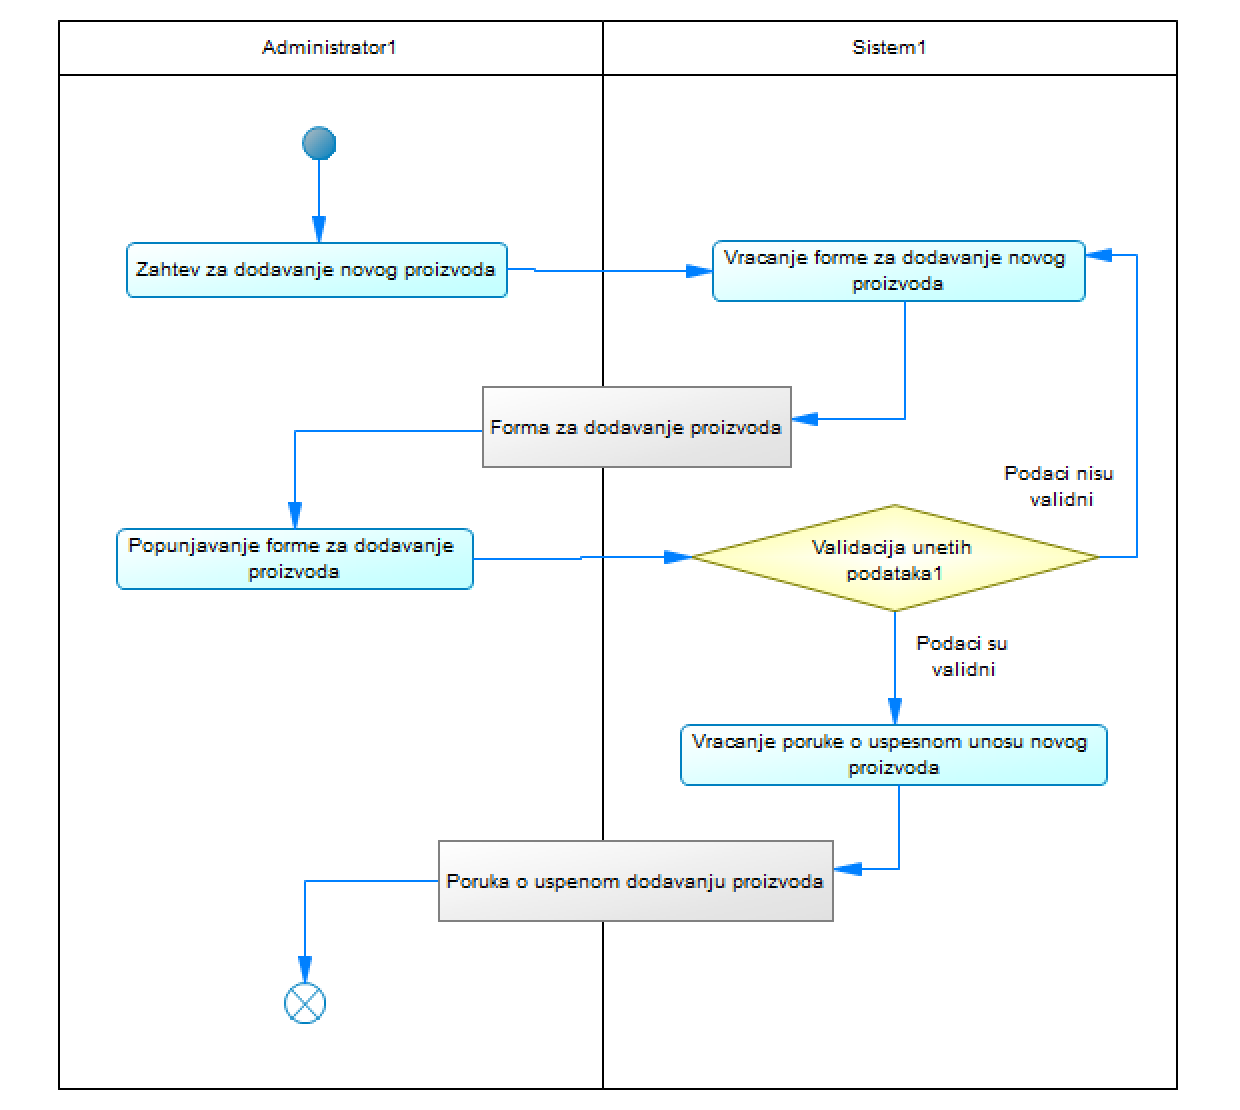 Administrator1
Sistem1
Zahtev za dodavanje novog proizvoda
Vracanje forme za dodavanje novog
proizvoda
Forma za dodavanje proizvoda
Podaci nisu
validni
Popunjavanje forme za dodavanje
proizvoda
Validacija unetih
podataka1
Podaci su
validni
Vracanje poruke o uspesnom unosu novog
proizvoda
Poruka o uspenom dodavanju proizvoda